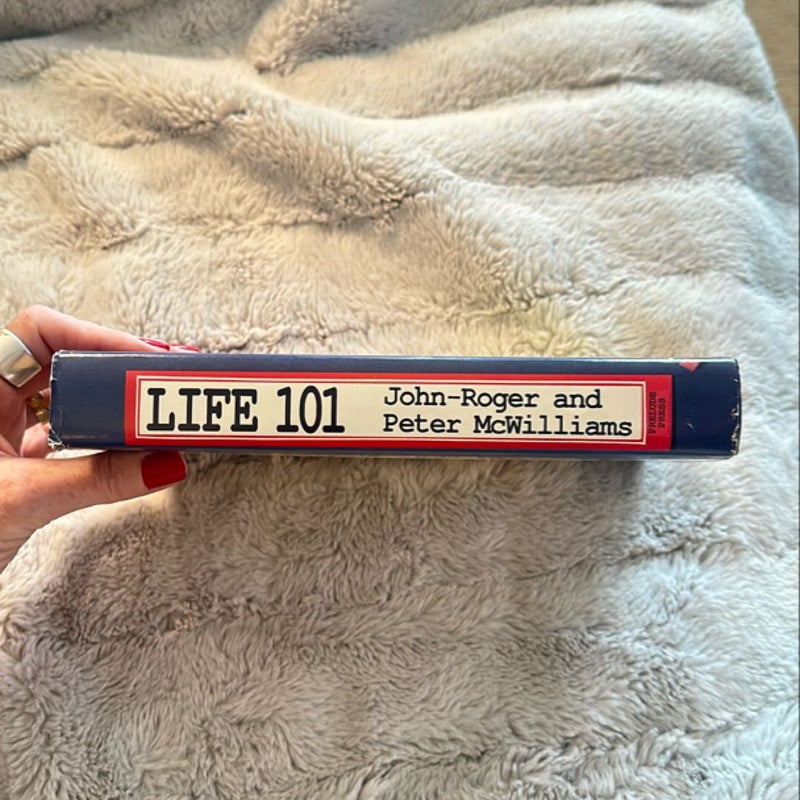 LIFE 101
John-Roger and
Peter McWilliams
PRELUDE
PRESS